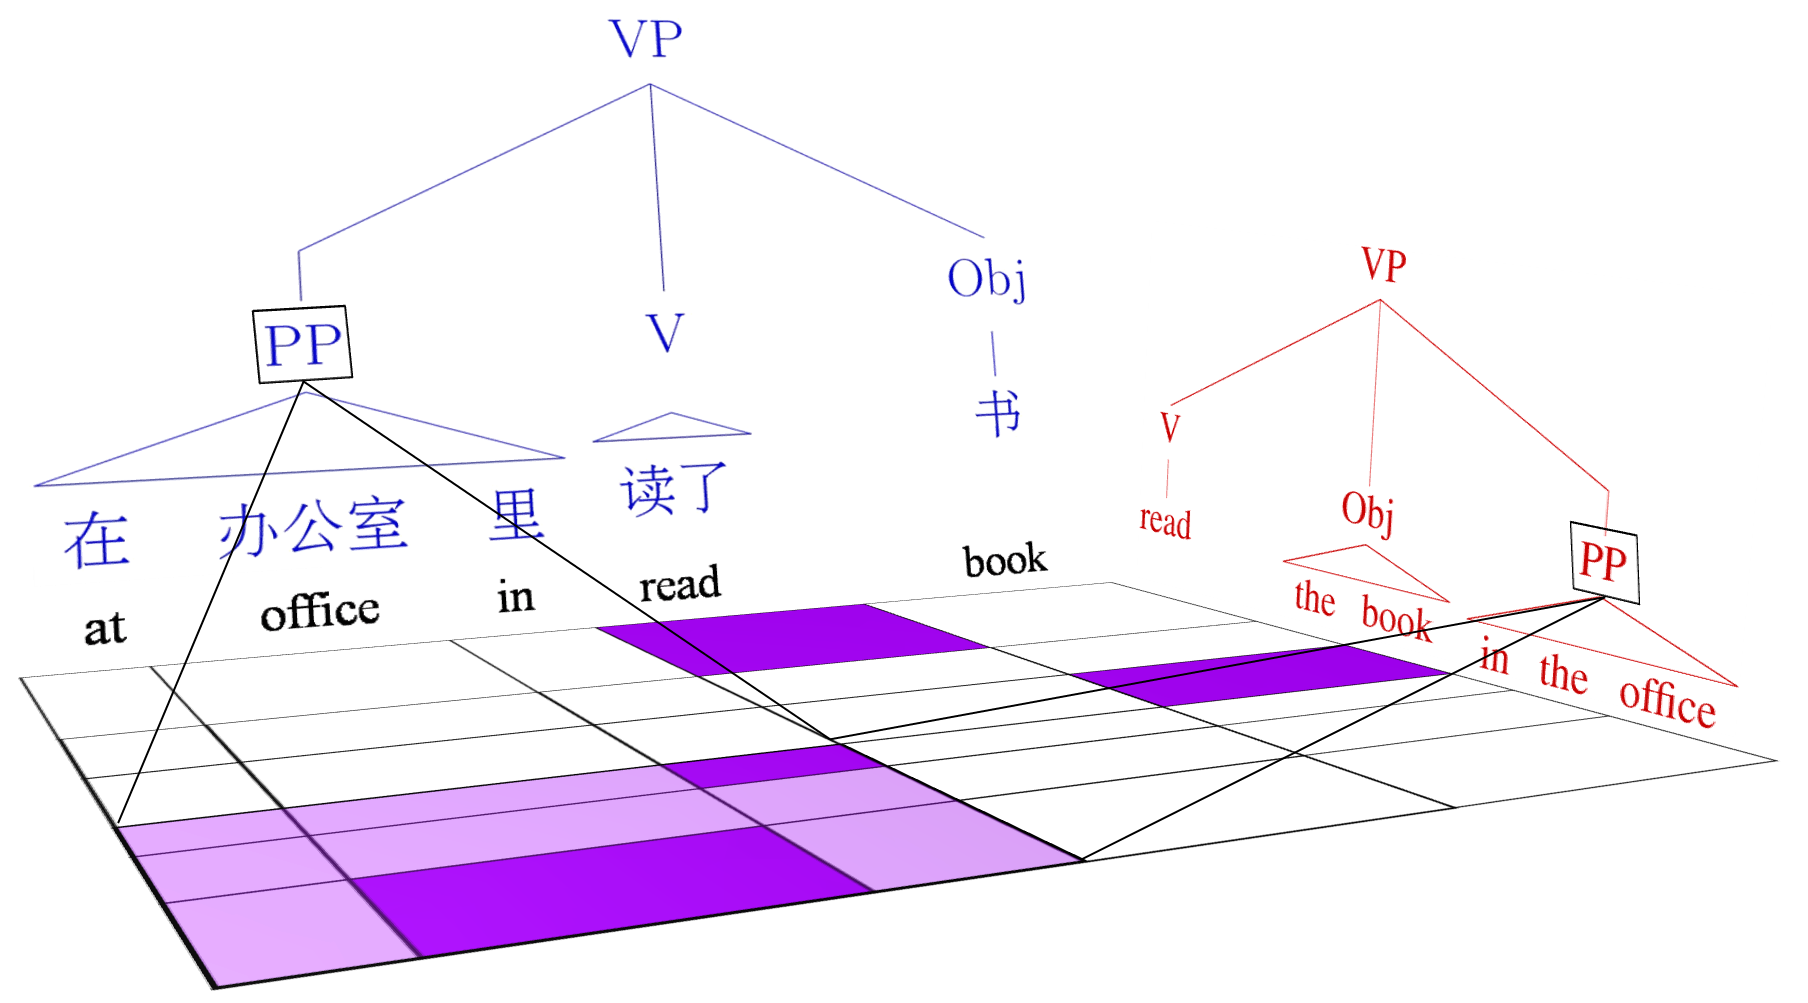 VP
PP V Obj
在 办公室 里 读了 书
at office in read book
VP
V Obj PP
read the book in the office